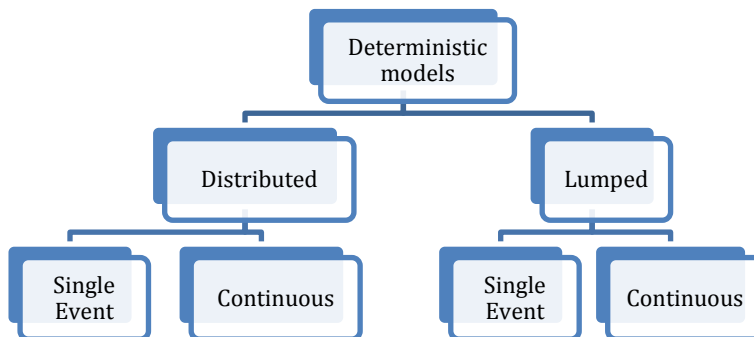 Deterministic
models
Distributed
Lumped
Single
Event
Continuous
Single
Event
Continuous